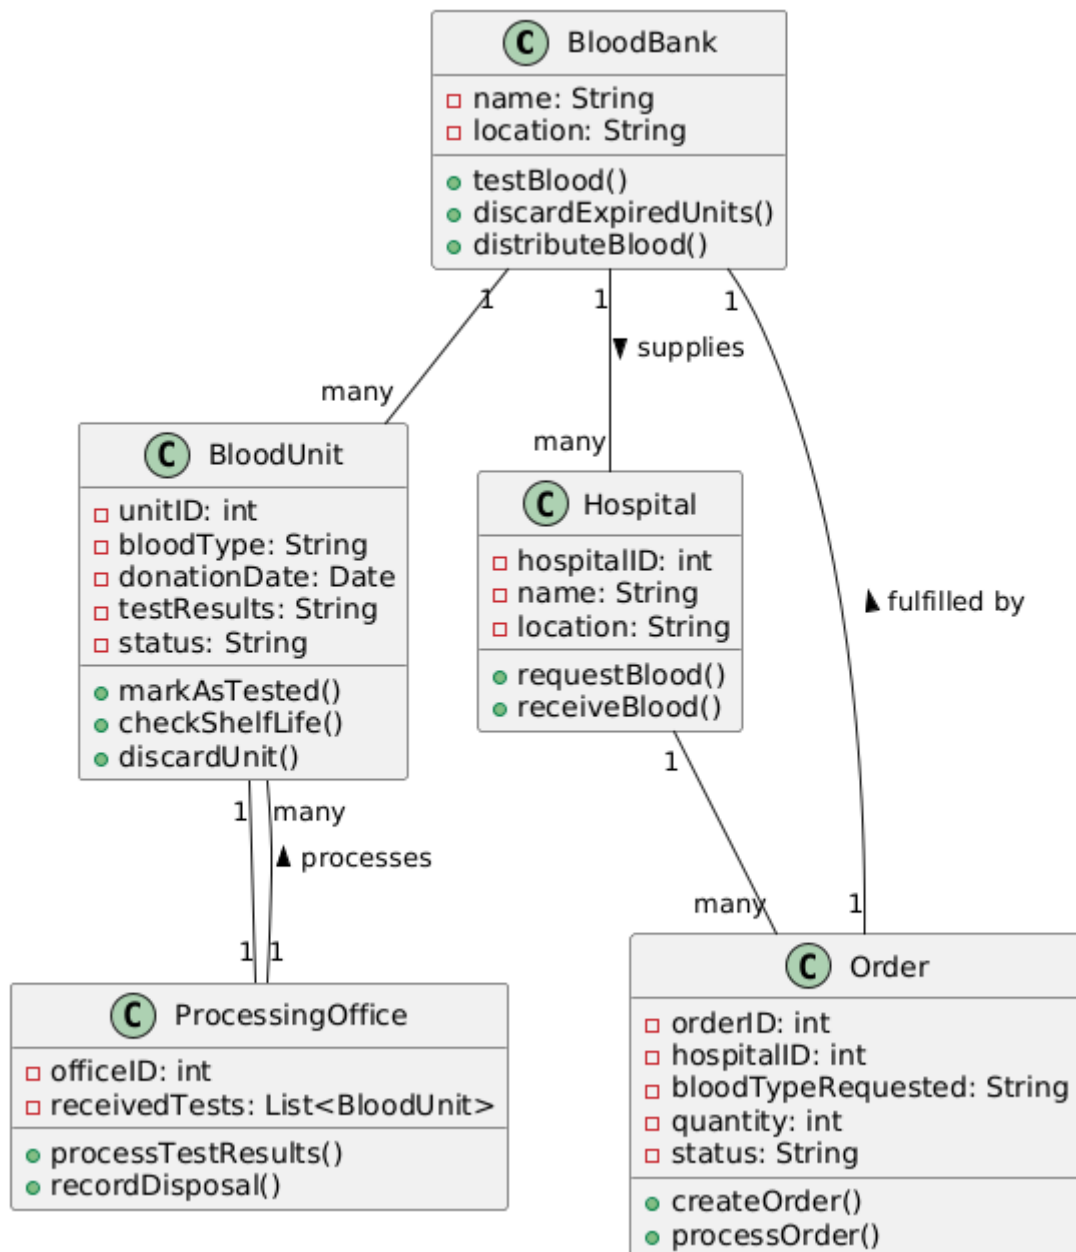 C BloodBank
name: String
location: String
testBlood()
discardExpiredUnits()
distributeBlood()
1
1
1
supplies
many
many
C BloodUnit
unitID: int
bloodType: String
donationDate: Date
testResults: String
status: String
markAsTested()
checkShelfLife()
discardUnit()
C Hospital
hospitalID: int
name: String
location: String
requestBlood()
receiveBlood()
fulfilled by
1
many
processes
1
1
1
many
1
C ProcessingOffice
officeID: int
receivedTests: List<BloodUnit>
processTestResults()
recordDisposal()
C Order
orderID: int
hospitalID: int
bloodTypeRequested: String
quantity: int
status: String
createOrder()
processOrder()